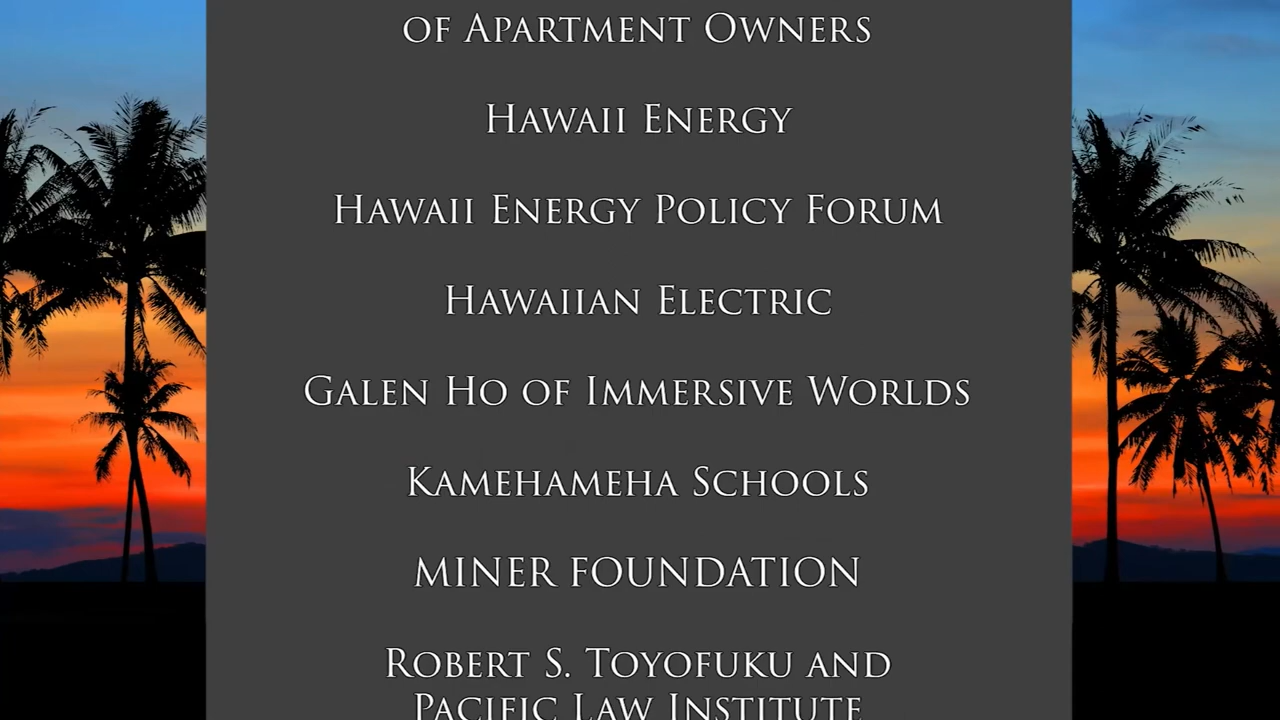 of Apartment Owners
Hawaii Energy
Hawaii Energy Policy Forum
Hawaiian Electric
Galen Ho of Immersive Worlds
Kamehameha Schools
MINER FOUNDATION
Robert S. Toyofuku and
Pacific Law Institute